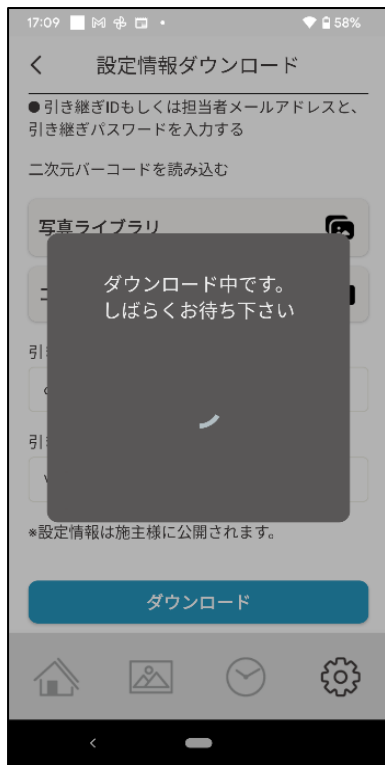 17:09
58%
設定情報ダウンロード
●引き継ぎIDもしくは担当者メールアドレスと、
引き継ぎパスワードを入力する
二次元バーコードを読み込む
写真ライブラリ
ダウンロード中です。
しばらくお待ち下さい
引
引
*設定情報は施主様に公開されます。
ダウンロード